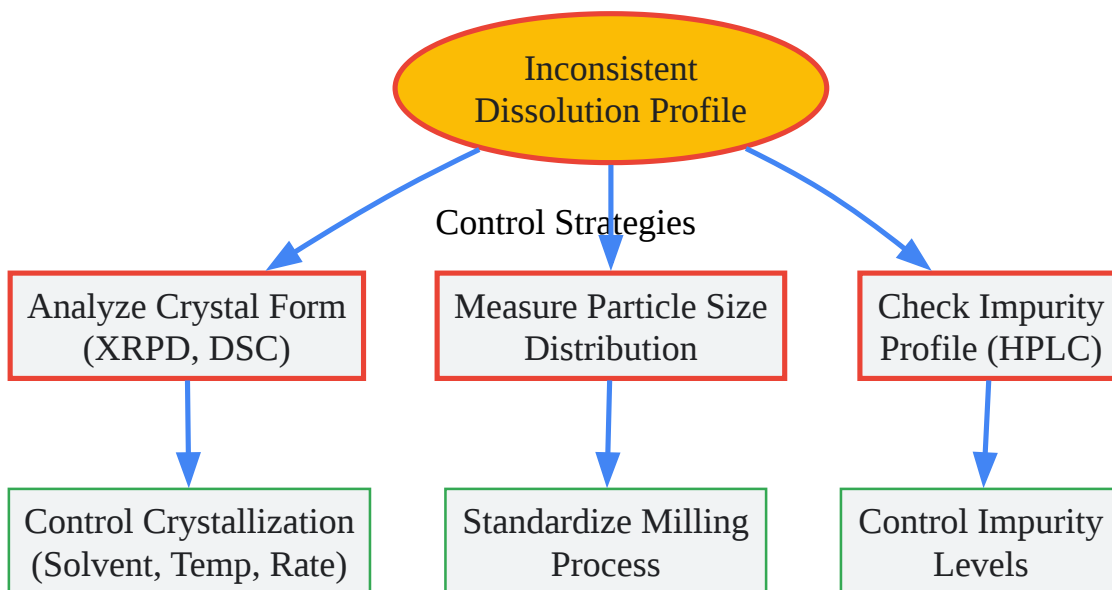 Inconsistent
Dissolution Profile
Control Strategies
Analyze Crystal Form
(XRPD, DSC)
Measure Particle Size
Distribution
Check Impurity
Profile (HPLC)
Control Crystallization
(Solvent, Temp, Rate)
Standardize Milling
Process
Control Impurity
Levels